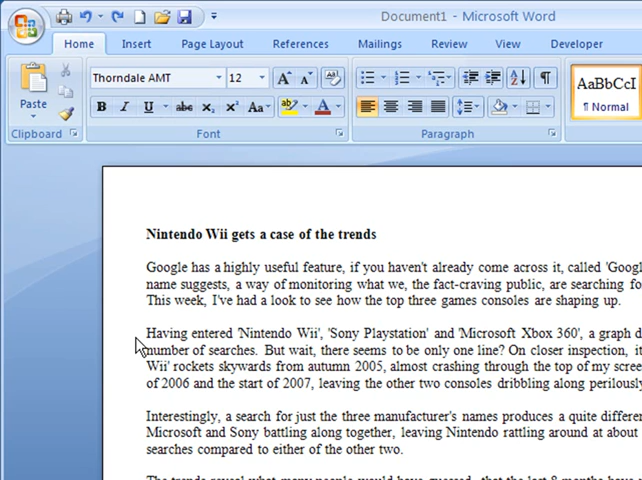 Document1 - Microsoft Word
Home Insert Page Layout References Mailings Review View Developer
Paste
Thorndale AMT 12
AaBbCcI
¶ Normal
Clipboard Font Paragraph
Nintendo Wii gets a case of the trends
Google has a highly useful feature, if you haven't already come across it, called 'Googl
name suggests, a way of monitoring what we, the fact-craving public, are searching fo
This week, I've had a look to see how the top three games consoles are shaping up.
Having entered 'Nintendo Wii', 'Sony Playstation' and 'Microsoft Xbox 360', a graph d
number of searches. But wait, there seems to be only one line? On closer inspection, it
Wii' rockets skywards from autumn 2005, almost crashing through the top of my scree
of 2006 and the start of 2007, leaving the other two consoles dribbling along perilously
Interestingly, a search for just the three manufacturer's names produces a quite differe
Microsoft and Sony battling along together, leaving Nintendo rattling around at about
searches compared to either of the other two.